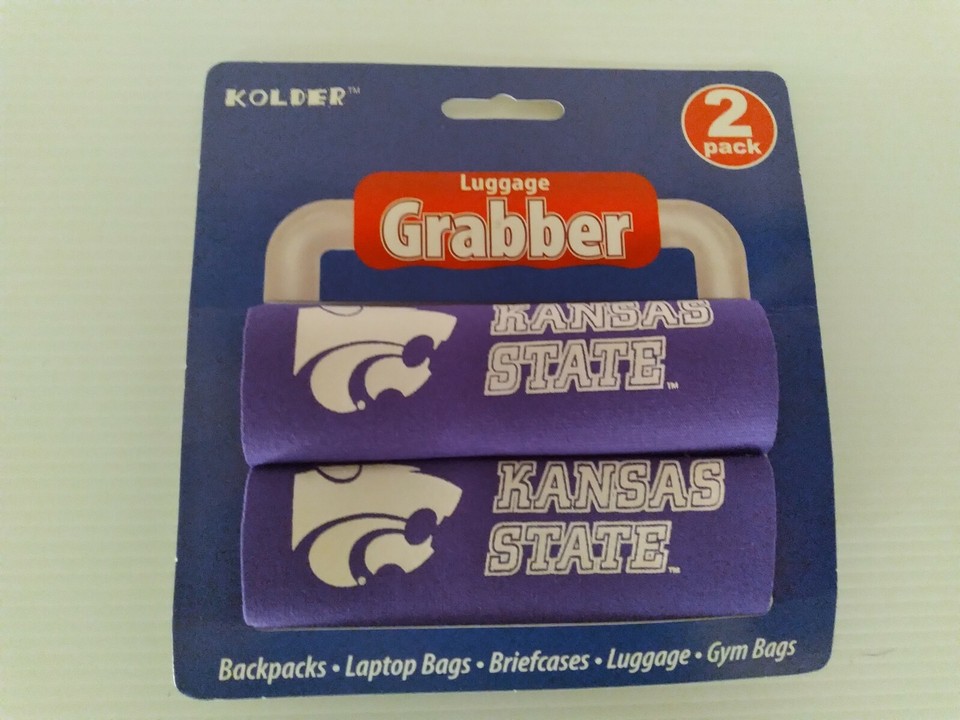 KOLDER™
2
pack
Luggage
Grabber
KANSAS
STATE™
KANSAS
STATE™
Backpacks • Laptop Bags • Briefcases • Luggage • Gym Bags